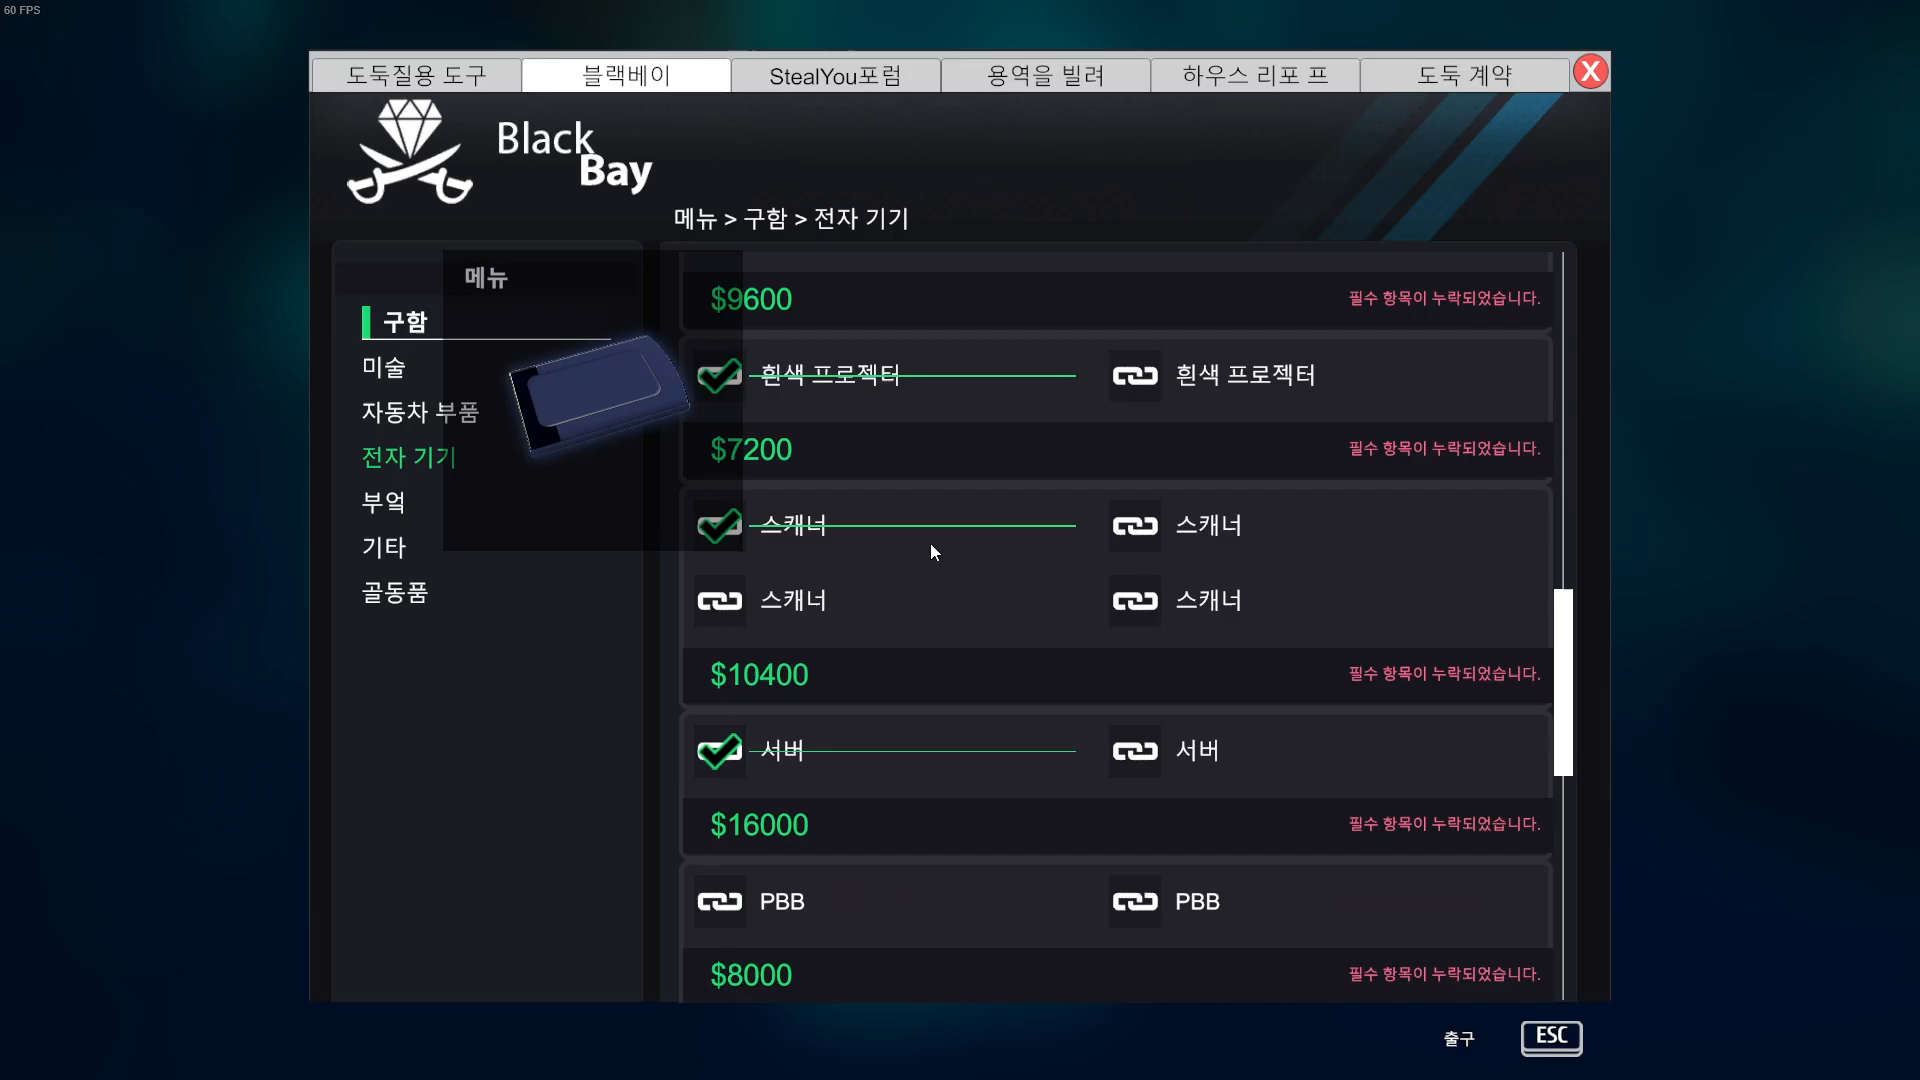 60 FPS
도둑질용 도구
블랙베이
StealYou포럼
용역을 빌려
하우스 리포 프
도둑 계약
X
Black
Bay
메뉴 > 구함 > 전자 기기
메뉴
구함
미술
자동차 부품
전자 기기
부엌
기타
골동품
$9600
필수 항목이 누락되었습니다.
흰색 프로젝터
흰색 프로젝터
$7200
필수 항목이 누락되었습니다.
스캐너
스캐너
스캐너
스캐너
$10400
필수 항목이 누락되었습니다.
서버
서버
$16000
필수 항목이 누락되었습니다.
PBB
PBB
$8000
필수 항목이 누락되었습니다.
출구
ESC